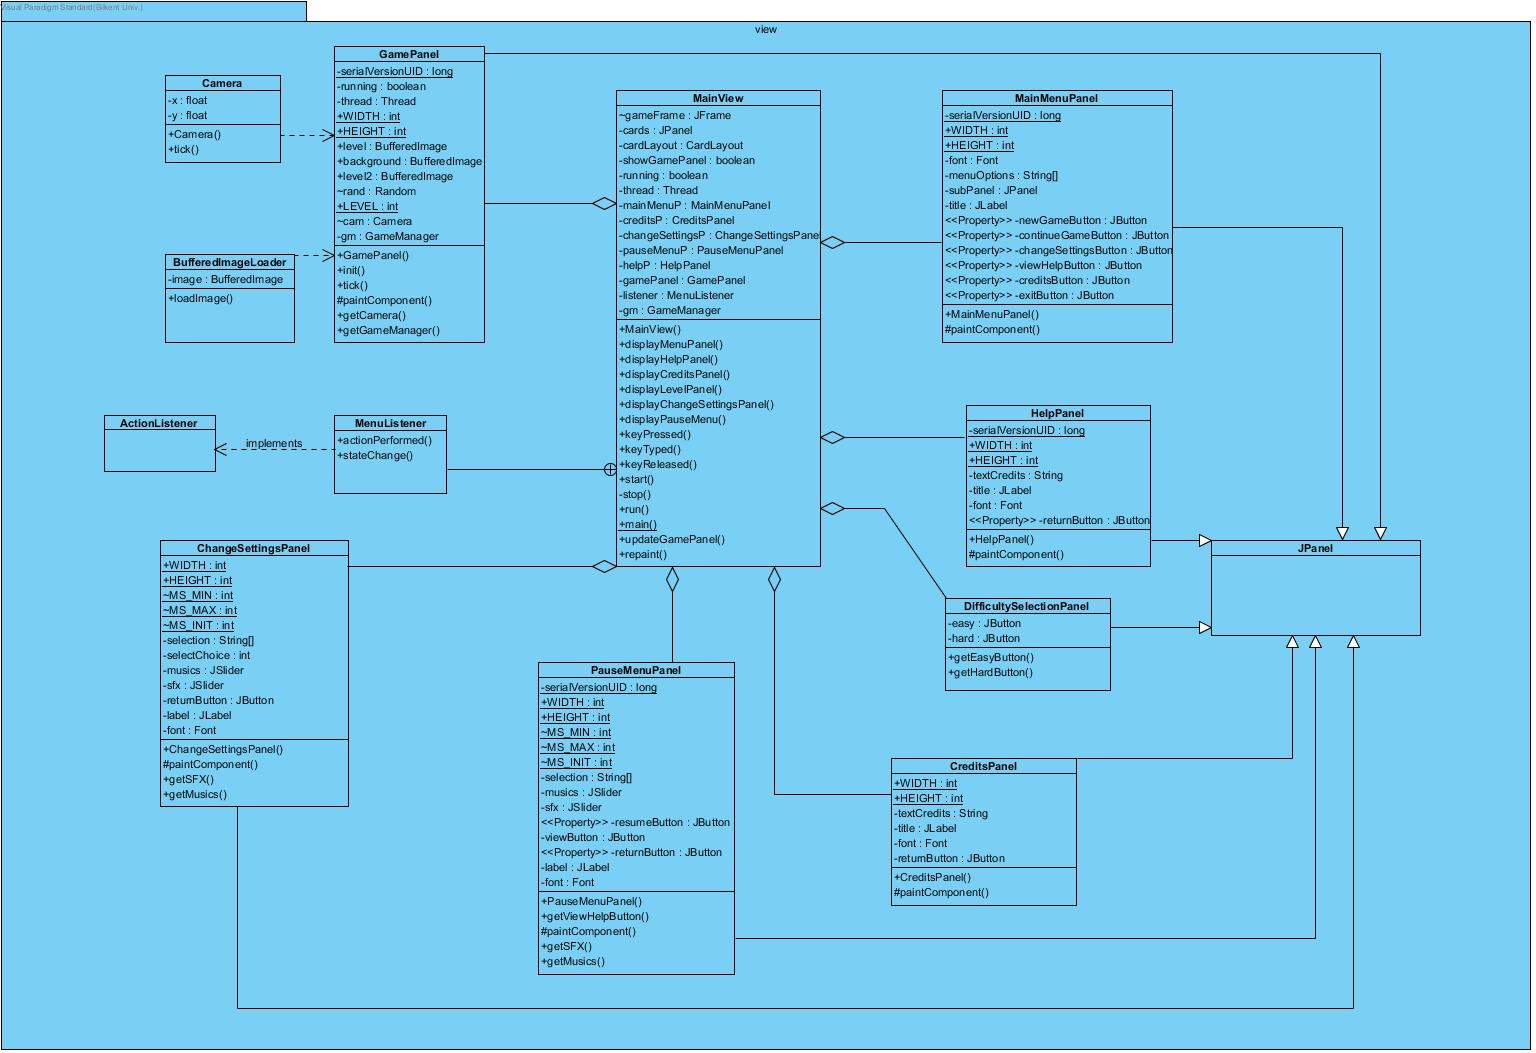 Visual Paradigm Standard(Bilkent Univ.)
view
GamePanel
-serialVersionUID : long
-running : boolean
-thread : Thread
+WIDTH : int
+HEIGHT : int
+level : BufferedImage
+background : BufferedImage
+level2 : BufferedImage
~rand : Random
+LEVEL : int
~cam : Camera
-gm : GameManager
+GamePanel()
+init()
+tick()
#paintComponent()
+getCamera()
+getGameManager()
Camera
-x : float
-y : float
+Camera()
+tick()
BufferedImageLoader
-image : BufferedImage
+loadImage()
MainView
~gameFrame : JFrame
-cards : JPanel
-cardLayout : CardLayout
-showGamePanel : boolean
-running : boolean
-thread : Thread
-mainMenuP : MainMenuPanel
-creditsP : CreditsPanel
-changeSettingsP : ChangeSettingsPanel
-pauseMenuP : PauseMenuPanel
-helpP : HelpPanel
-gamePanel : GamePanel
-listener : MenuListener
-gm : GameManager
+MainView()
+displayMenuPanel()
+displayHelpPanel()
+displayCreditsPanel()
+displayLevelPanel()
+displayChangeSettingsPanel()
+displayPauseMenu()
+keyPressed()
+keyTyped()
+keyReleased()
+start()
-stop()
+run()
+main()
+updateGamePanel()
+repaint()
MainMenuPanel
-serialVersionUID : long
+WIDTH : int
+HEIGHT : int
-font : Font
-menuOptions : String[]
-subPanel : JPanel
-title : JLabel
<<Property>> -newGameButton : JButton
<<Property>> -continueGameButton : JButton
<<Property>> -changeSettingsButton : JButton
<<Property>> -viewHelpButton : JButton
<<Property>> -creditsButton : JButton
<<Property>> -exitButton : JButton
+MainMenuPanel()
#paintComponent()
ActionListener
implements
MenuListener
+actionPerformed()
+stateChange()
HelpPanel
-serialVersionUID : long
+WIDTH : int
+HEIGHT : int
-textCredits : String
-title : JLabel
-font : Font
<<Property>> -returnButton : JButton
+HelpPanel()
#paintComponent()
JPanel
ChangeSettingsPanel
+WIDTH : int
+HEIGHT : int
~MS_MIN : int
~MS_MAX : int
~MS_INIT : int
-selection : String[]
-selectChoice : int
-musics : JSlider
-sfx : JSlider
-returnButton : JButton
-label : JLabel
-font : Font
+ChangeSettingsPanel()
#paintComponent()
+getSFX()
+getMusics()
DifficultySelectionPanel
-easy : JButton
-hard : JButton
+getEasyButton()
+getHardButton()
PauseMenuPanel
-serialVersionUID : long
+WIDTH : int
+HEIGHT : int
~MS_MIN : int
~MS_MAX : int
~MS_INIT : int
-selection : String[]
-musics : JSlider
-sfx : JSlider
<<Property>> -resumeButton : JButton
-viewButton : JButton
<<Property>> -returnButton : JButton
-label : JLabel
-font : Font
+PauseMenuPanel()
+getViewHelpButton()
#paintComponent()
+getSFX()
+getMusics()
CreditsPanel
+WIDTH : int
+HEIGHT : int
-textCredits : String
-title : JLabel
-font : Font
-returnButton : JButton
+CreditsPanel()
#paintComponent()